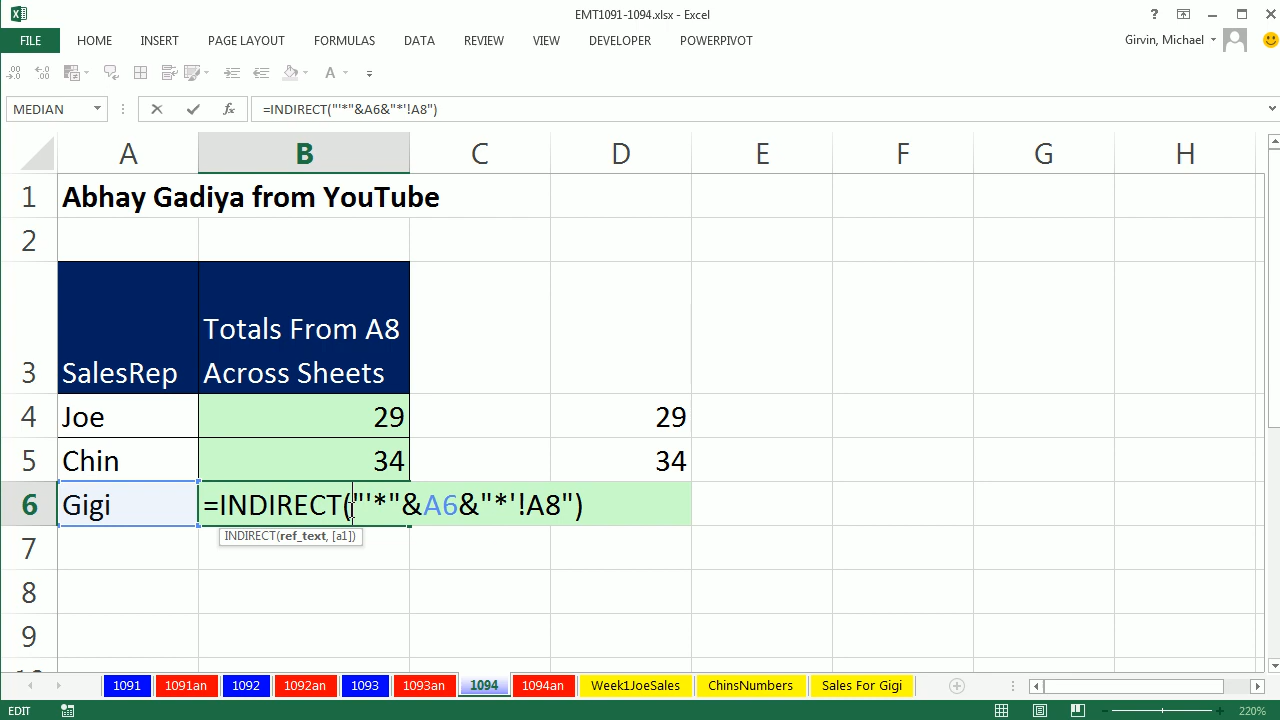 EMT1091-1094.xlsx - Excel
FILE HOME INSERT PAGE LAYOUT FORMULAS DATA REVIEW VIEW DEVELOPER POWERPIVOT Girvin, Michael
MEDIAN =INDIRECT("'*"&A6&"*'!A8")
A B C D E F G H
1 Abhay Gadiya from YouTube
2
Totals From A8
3 SalesRep Across Sheets
4 Joe 29 29
5 Chin 34 34
6 Gigi =INDIRECT("'*"&A6&"*'!A8")
INDIRECT(ref_text, [a1])
7
8
9
1091 1091an 1092 1092an 1093 1093an 1094 1094an Week1JoeSales ChinsNumbers Sales For Gigi
EDIT 220%